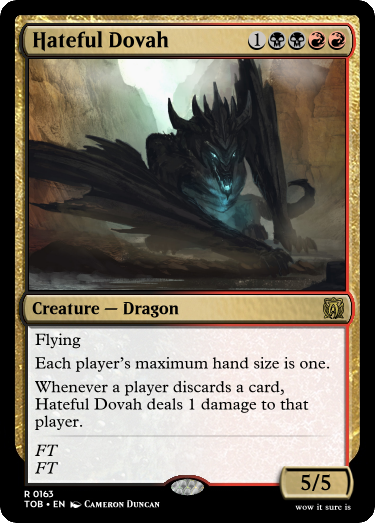 Hateful Dovah 1
Creature — Dragon
Flying
Each player's maximum hand size is one.
Whenever a player discards a card,
Hateful Dovah deals 1 damage to that
player.
FT
FT
5/5
R 0163
TOB • EN Cameron Duncan
wow it sure is